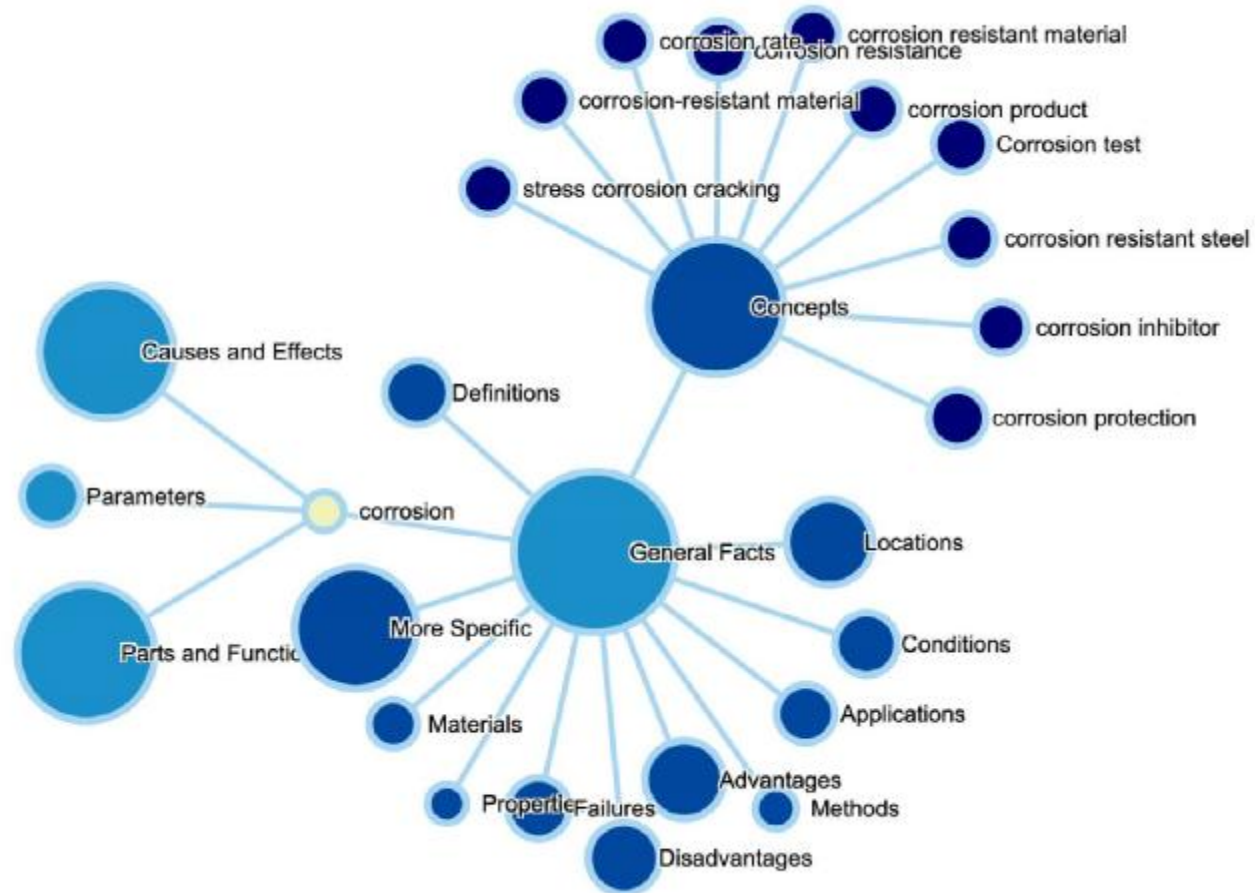 corrosion rate
corrosion resistant material
corrosion resistance
corrosion-resistant material
corrosion product
Corrosion test
stress corrosion cracking
corrosion resistant steel
Concepts
corrosion inhibitor
Causes and Effects
Definitions
corrosion protection
Parameters
corrosion
General Facts
Locations
More Specific
Conditions
Parts and Functio
Materials
Applications
Advantages
Propertie
Failures
Methods
Disadvantages